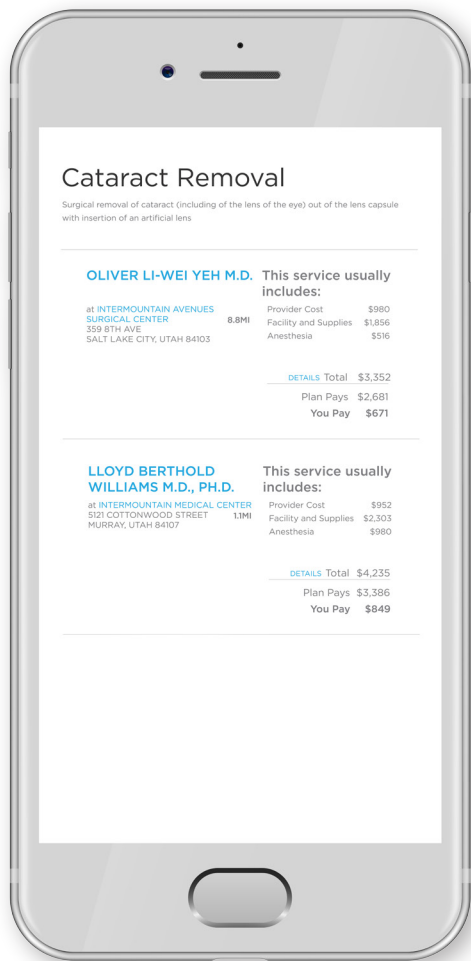 Cataract Removal
Surgical removal of cataract (including of the lens of the eye) out of the lens capsule
with insertion of an artificial lens
OLIVER LI-WEI YEH M.D.
at INTERMOUNTAIN AVENUES
SURGICAL CENTER 8.8MI
359 8TH AVE
SALT LAKE CITY, UTAH 84103
This service usually
includes:
Provider Cost $980
Facility and Supplies $1,856
Anesthesia $516
DETAILS Total $3,352
Plan Pays $2,681
You Pay $671
LLOYD BERTHOLD
WILLIAMS M.D., PH.D.
at INTERMOUNTAIN MEDICAL CENTER
5121 COTTONWOOD STREET 1.1MI
MURRAY, UTAH 84107
This service usually
includes:
Provider Cost $952
Facility and Supplies $2,303
Anesthesia $980
DETAILS Total $4,235
Plan Pays $3,386
You Pay $849